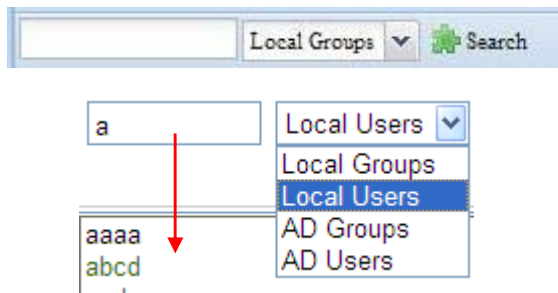 Local Groups Search
a Local Users
Local Groups
Local Users
AD Groups
AD Users
aaaa
abcd